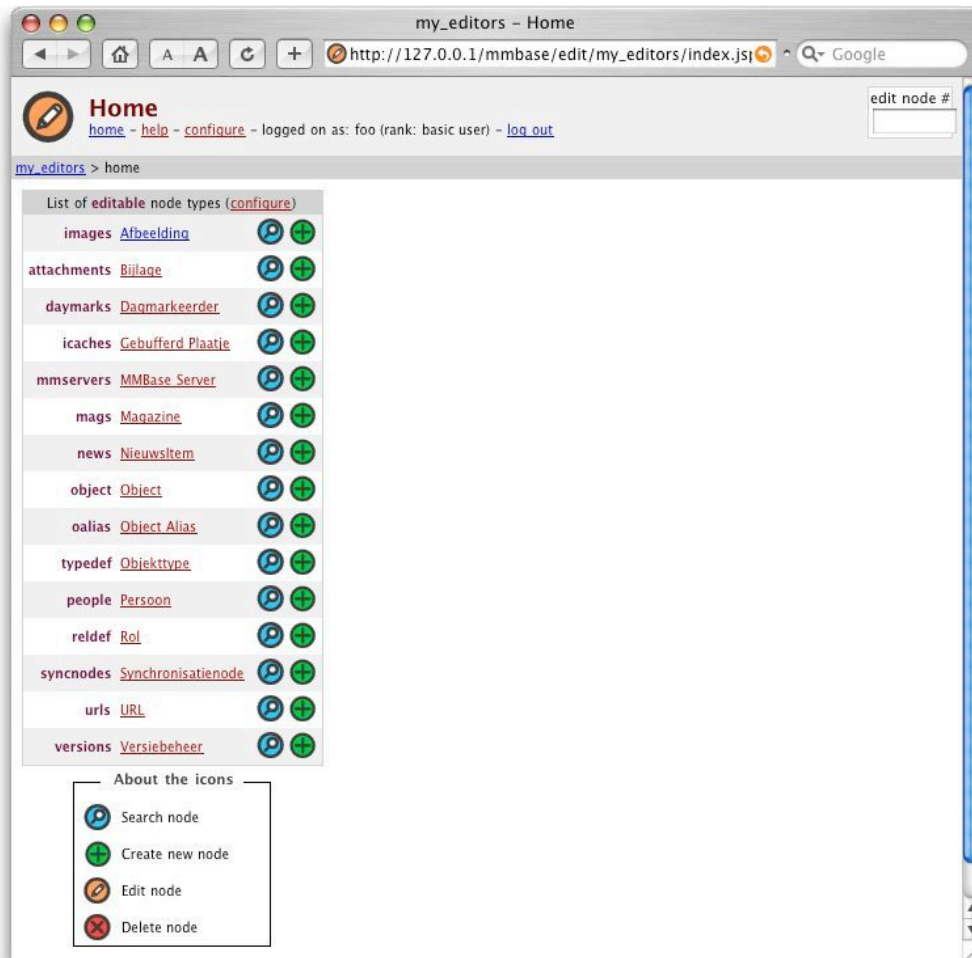 my_editors – Home
A A
http://127.0.0.1/mmbase/edit/my_editors/index.jsp
Google
Home
home – help – configure – logged on as: foo (rank: basic user) – log out
edit node #
my_editors > home
List of editable node types (configure)
images Afbeelding
attachments Bijlage
daymarks Dagmarkeerder
icaches Gebufferd Plaatje
mmservers MMBase Server
mags Magazine
news NieuwsItem
object Object
oalias Object Alias
typedef Objekttype
people Persoon
reldef Rol
syncnodes Synchronisatienode
urls URL
versions Versiebeheer
About the icons
Search node
Create new node
Edit node
Delete node